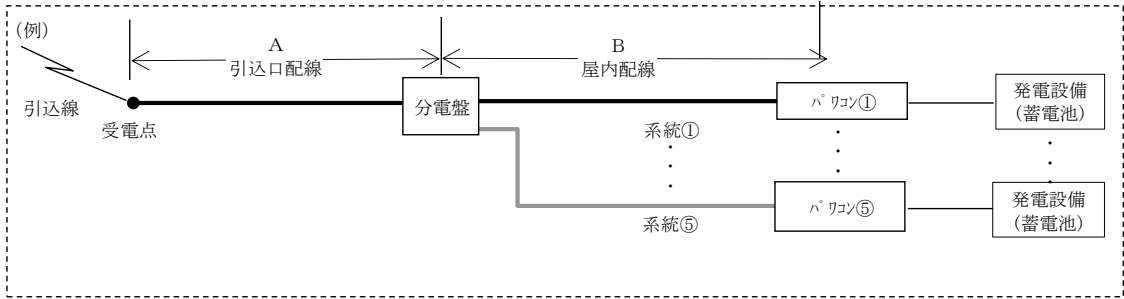 (例)
A
引込口配線
B
屋内配線
引込線
受電点
分電盤
系統①
・
・
・
系統⑤
ﾊﾟﾜｺﾝ①
・
・
・
ﾊﾟﾜｺﾝ⑤
発電設備
(蓄電池)
・
・
・
発電設備
(蓄電池)